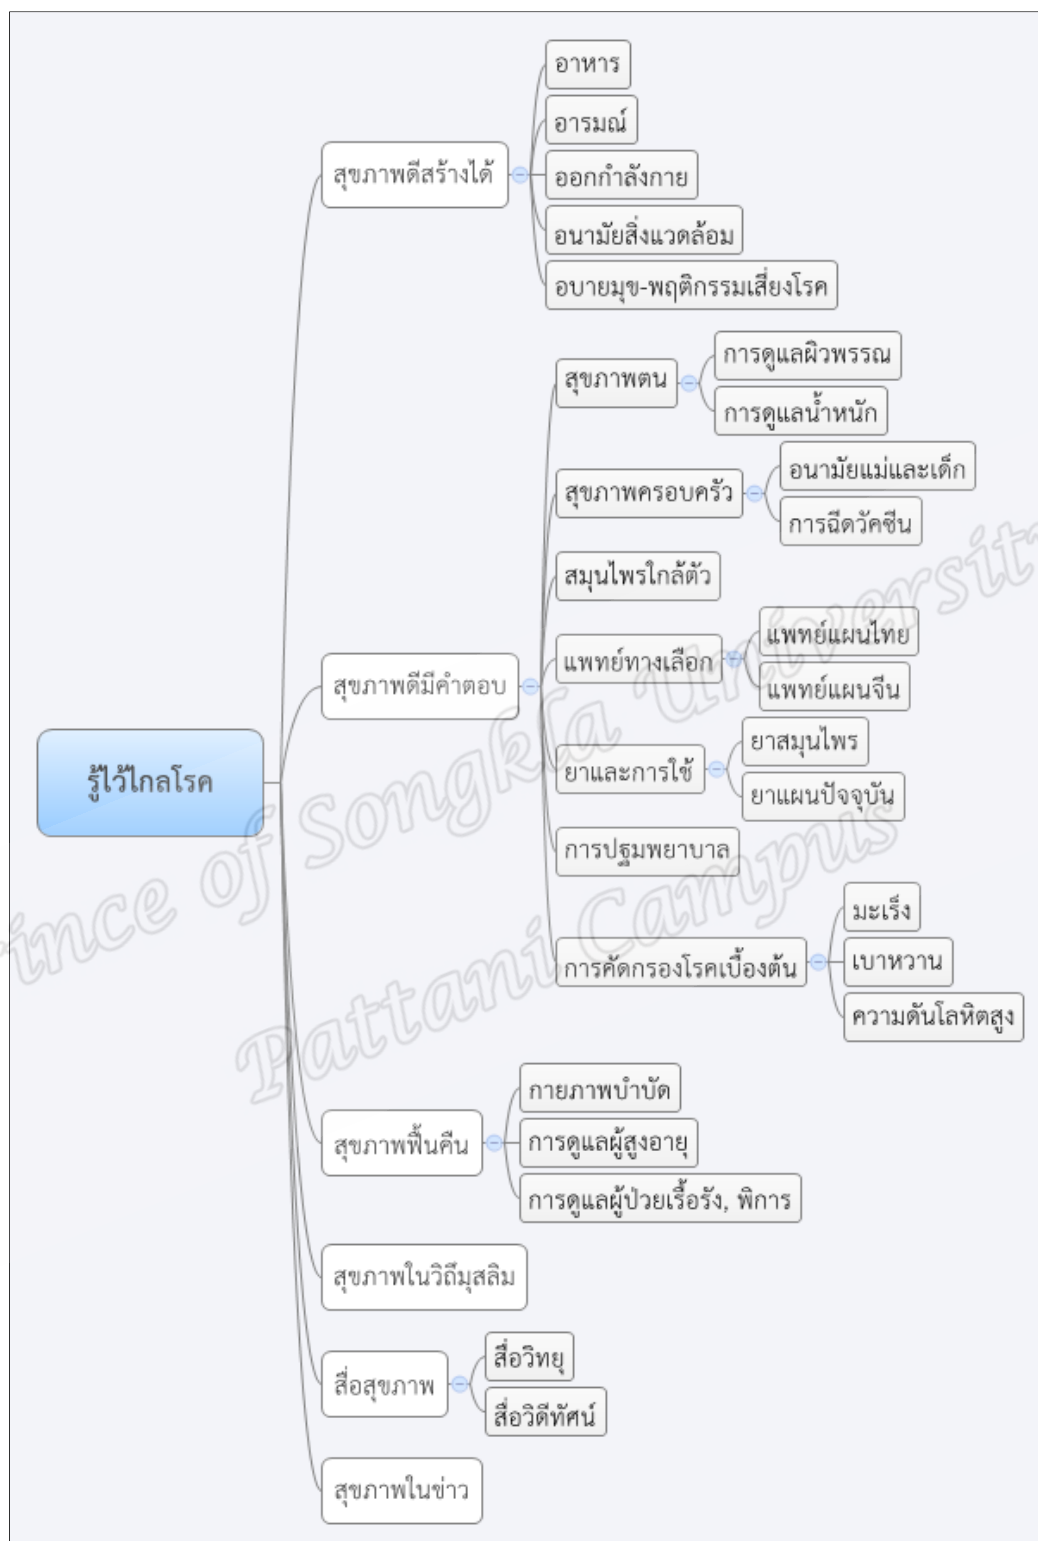 รู้ไว้ไกลโรค
สุขภาพดีสร้างได้
อาหาร
อารมณ์
ออกกำลังกาย
อนามัยสิ่งแวดล้อม
อบายมุข-พฤติกรรมเสี่ยงโรค
สุขภาพดีมีคำตอบ
สุขภาพตน
การดูแลผิวพรรณ
การดูแลน้ำหนัก
สุขภาพครอบครัว
อนามัยแม่และเด็ก
การฉีดวัคซีน
สมุนไพรใกล้ตัว
แพทย์ทางเลือก
แพทย์แผนไทย
แพทย์แผนจีน
ยาและการใช้
ยาสมุนไพร
ยาแผนปัจจุบัน
การปฐมพยาบาล
การคัดกรองโรคเบื้องต้น
มะเร็ง
เบาหวาน
ความดันโลหิตสูง
สุขภาพฟื้นคืน
กายภาพบำบัด
การดูแลผู้สูงอายุ
การดูแลผู้ป่วยเรื้อรัง, พิการ
สุขภาพในวิถีมุสลิม
สื่อสุขภาพ
สื่อวิทยุ
สื่อวิดีทัศน์
สุขภาพในข่าว
rince of Songkla Universit
Pattani Campus